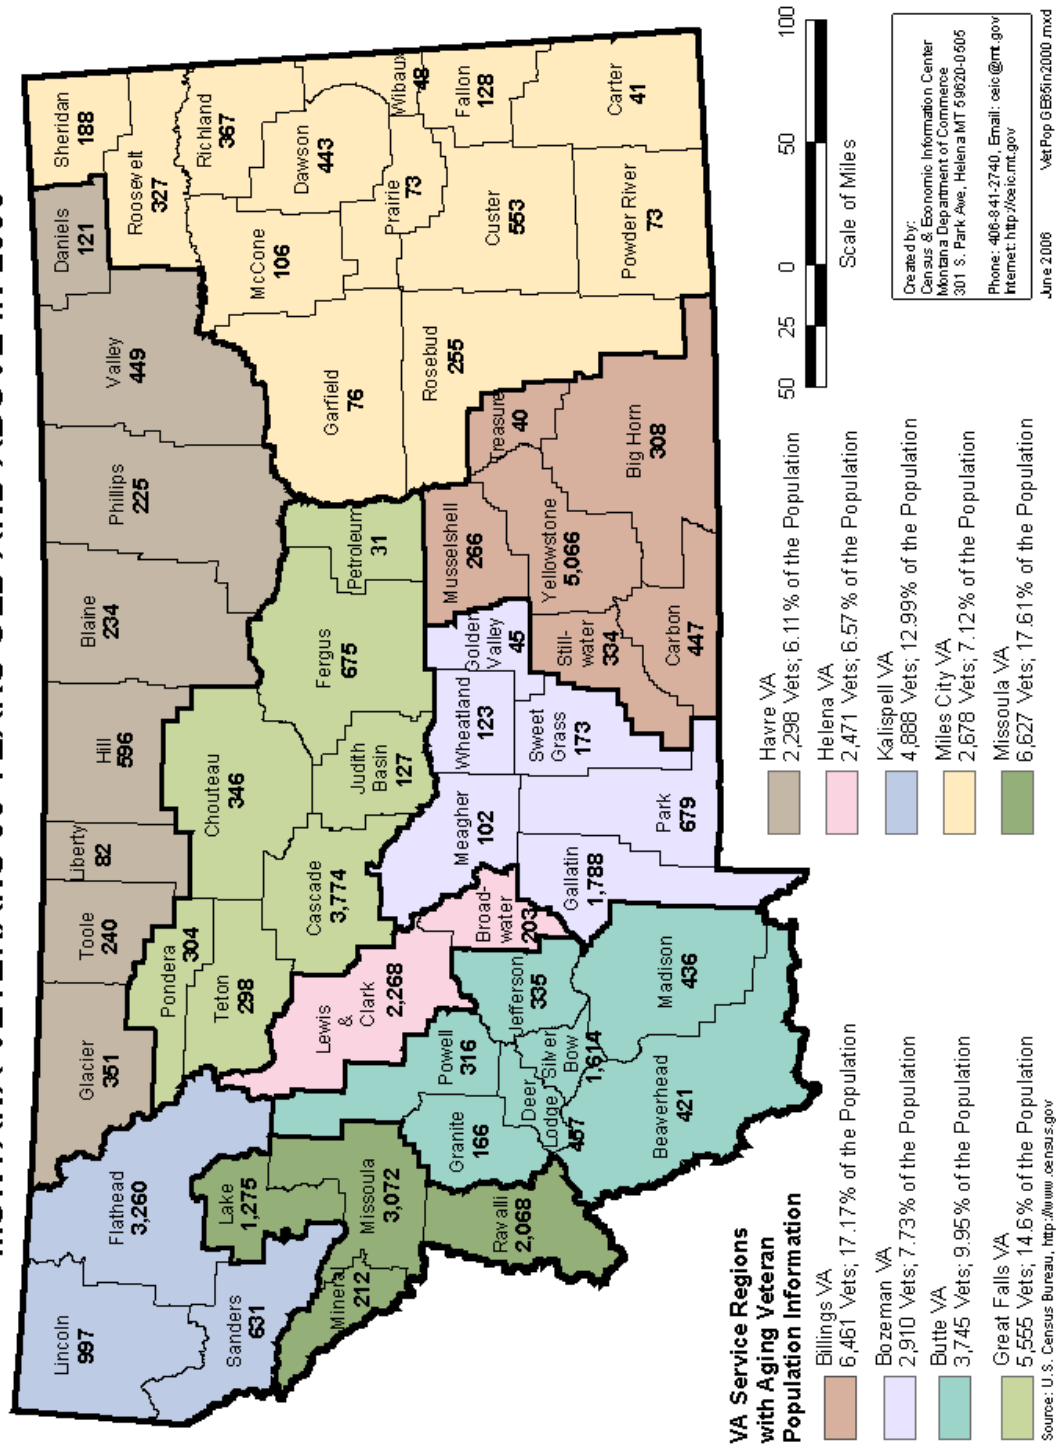 Lincoln
997
Flathead
3,260
Glacier
351
Toole
240
Liberty
82
Hill
596
Blaine
234
Phillips
225
Valley
449
Daniels
121
Sheridan
188
Roosevelt
327
Sanders
631
Lake
1,275
Pondera
304
Teton
298
Chouteau
346
Richland
367
McCone
106
Dawson
443
Mineral
212
Missoula
3,072
Lewis
&
Clark
2,268
Cascade
3,774
Judith
Basin
127
Fergus
675
Petroleum
31
Garfield
76
Prairie
73
Wibaux
48
Ravalli
2,068
Granite
166
Powell
316
Broad-
water
203
Meagher
102
Wheatland
123
Golden
Valley
45
Musselshell
266
Treasure
40
Rosebud
255
Custer
553
Fallon
128
Deer
Lodge
457
Silver
Bow
1,614
Jefferson
335
Gallatin
1,788
Sweet
Grass
173
Still-
water
334
Yellowstone
5,066
Beaverhead
421
Madison
436
Park
679
Carbon
447
Big Horn
308
Powder River
73
Carter
41
VA Service Regions
with Aging Veteran
Population Information
Billings VA
6,461 Vets; 17.17% of the Population
Bozeman VA
2,910 Vets; 7.73% of the Population
Butte VA
3,745 Vets; 9.95% of the Population
Great Falls VA
5,555 Vets; 14.6% of the Population
Havre VA
2,298 Vets; 6.11% of the Population
Helena VA
2,471 Vets; 6.57% of the Population
Kalispell VA
4,888 Vets; 12.99% of the Population
Miles City VA
2,678 Vets; 7.12% of the Population
Missoula VA
6,627 Vets; 17.61% of the Population
50 25 0 50 100
Scale of Miles
Created by:
Census & Economic Information Center
Montana Department of Commerce
301 S. Park Ave, Helena MT 59620-0505
Phone: 406-841-2740, Email: ceic@mt.gov
Internet: http://ceic.mt.gov
Source: U.S. Census Bureau, http://www.census.gov
June 2006 VetPopGE65in2000.mxd